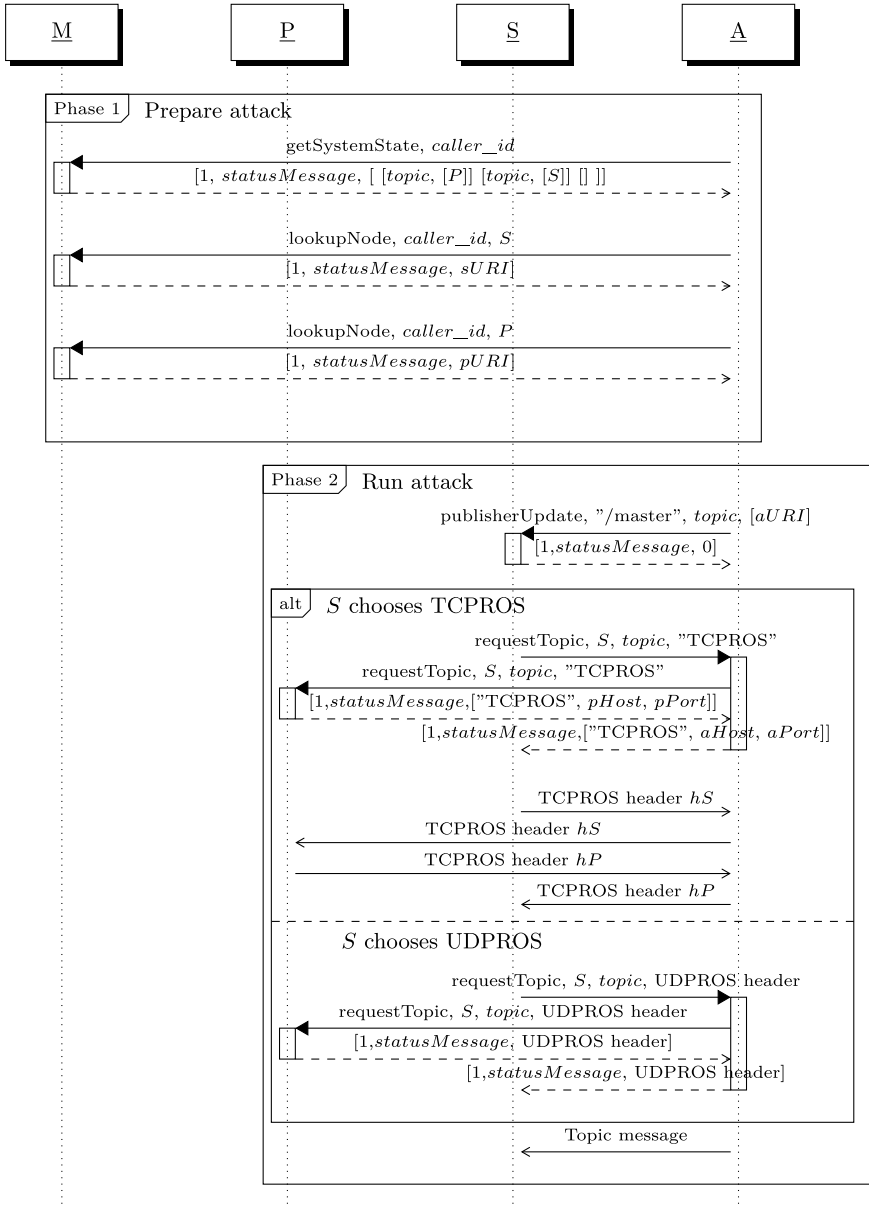 M P S A
Phase 1 Prepare attack
getSystemState, caller_id
[1, statusMessage, [ [topic, [P]] [topic, [S]] [] ]]
lookupNode, caller_id, S
[1, statusMessage, sURI]
lookupNode, caller_id, P
[1, statusMessage, pURI]
Phase 2 Run attack
publisherUpdate, "/master", topic, [aURI]
[1,statusMessage, 0]
alt S chooses TCPROS
requestTopic, S, topic, "TCPROS"
requestTopic, S, topic, "TCPROS"
[1,statusMessage,["TCPROS", pHost, pPort]]
[1,statusMessage,["TCPROS", aHost, aPort]]
TCPROS header hS
TCPROS header hS
TCPROS header hP
TCPROS header hP
S chooses UDPROS
requestTopic, S, topic, UDPROS header
requestTopic, S, topic, UDPROS header
[1,statusMessage, UDPROS header]
[1,statusMessage, UDPROS header]
Topic message